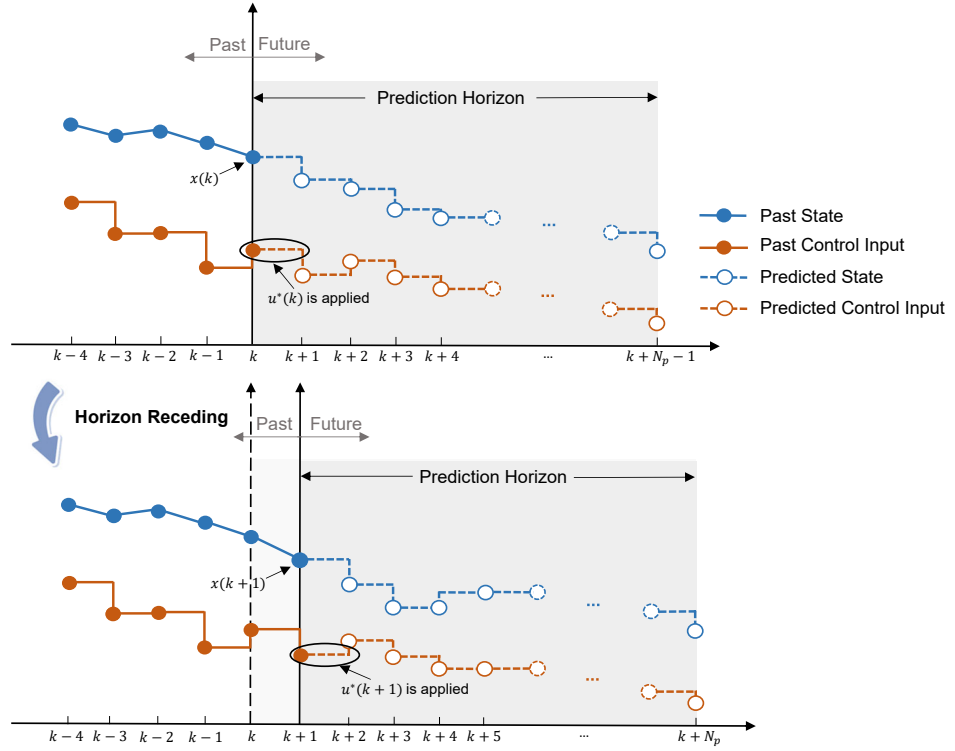 Past Future
Prediction Horizon
x(k)
u*(k) is applied
...
...
Past State
Past Control Input
Predicted State
Predicted Control Input
k − 4 k − 3 k − 2 k − 1 k k + 1 k + 2 k + 3 k + 4 ... k + Nₚ − 1
Horizon Receding
Past Future
Prediction Horizon
x(k+1)
...
...
u*(k+1) is applied
k − 4 k − 3 k − 2 k − 1 k k + 1 k + 2 k + 3 k + 4 k + 5 ... k + Nₚ